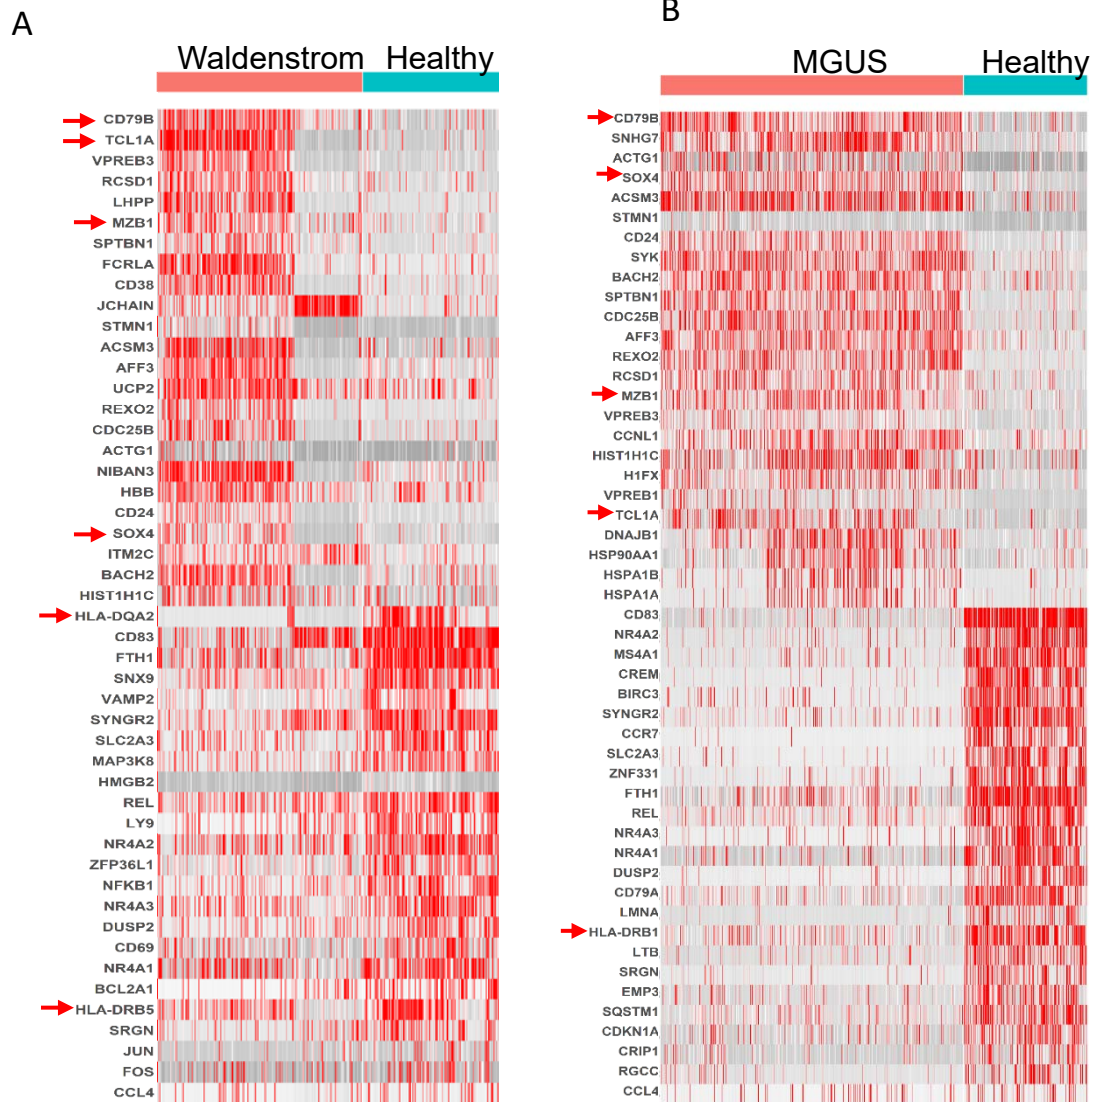 A
Waldenstrom Healthy
CD79B
TCL1A
VPREB3
RCSD1
LHPP
MZB1
SPTBN1
FCRLA
CD38
JCHAIN
STMN1
ACSM3
AFF3
UCP2
REXO2
CDC25B
ACTG1
NIBAN3
HBB
CD24
SOX4
ITM2C
BACH2
HIST1H1C
HLA-DQA2
CD83
FTH1
SNX9
VAMP2
SYNGR2
SLC2A3
MAP3K8
HMGB2
REL
LY9
NR4A2
ZFP36L1
NFKB1
NR4A3
DUSP2
CD69
NR4A1
BCL2A1
HLA-DRB5
SRGN
JUN
FOS
CCL4
B
MGUS Healthy
CD79B
SNHG7
ACTG1
SOX4
ACSM3
STMN1
CD24
SYK
BACH2
SPTBN1
CDC25B
AFF3
REXO2
RCSD1
MZB1
VPREB3
CCNL1
HIST1H1C
H1FX
VPREB1
TCL1A
DNAJB1
HSP90AA1
HSPA1B
HSPA1A
CD83
NR4A2
MS4A1
CREM
BIRC3
SYNGR2
CCR7
SLC2A3
ZNF331
FTH1
REL
NR4A3
NR4A1
DUSP2
CD79A
LMNA
HLA-DRB1
LTB
SRGN
EMP3
SQSTM1
CDKN1A
CRIP1
RGCC
CCL4